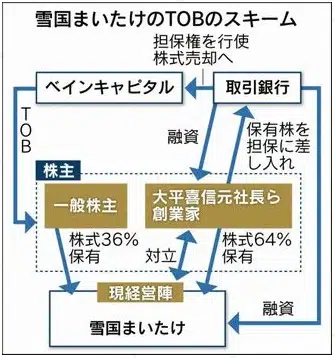 雪国まいたけのTOBのスキーム
担保権を行使
株式売却へ
ベインキャピタル
取引銀行
TOB
融資
保有株を
担保に差
し入れ
株主
一般株主
大平喜信元社長ら
創業家
株式36%
保有
対立
株式64%
保有
現経営陣
雪国まいたけ
融資